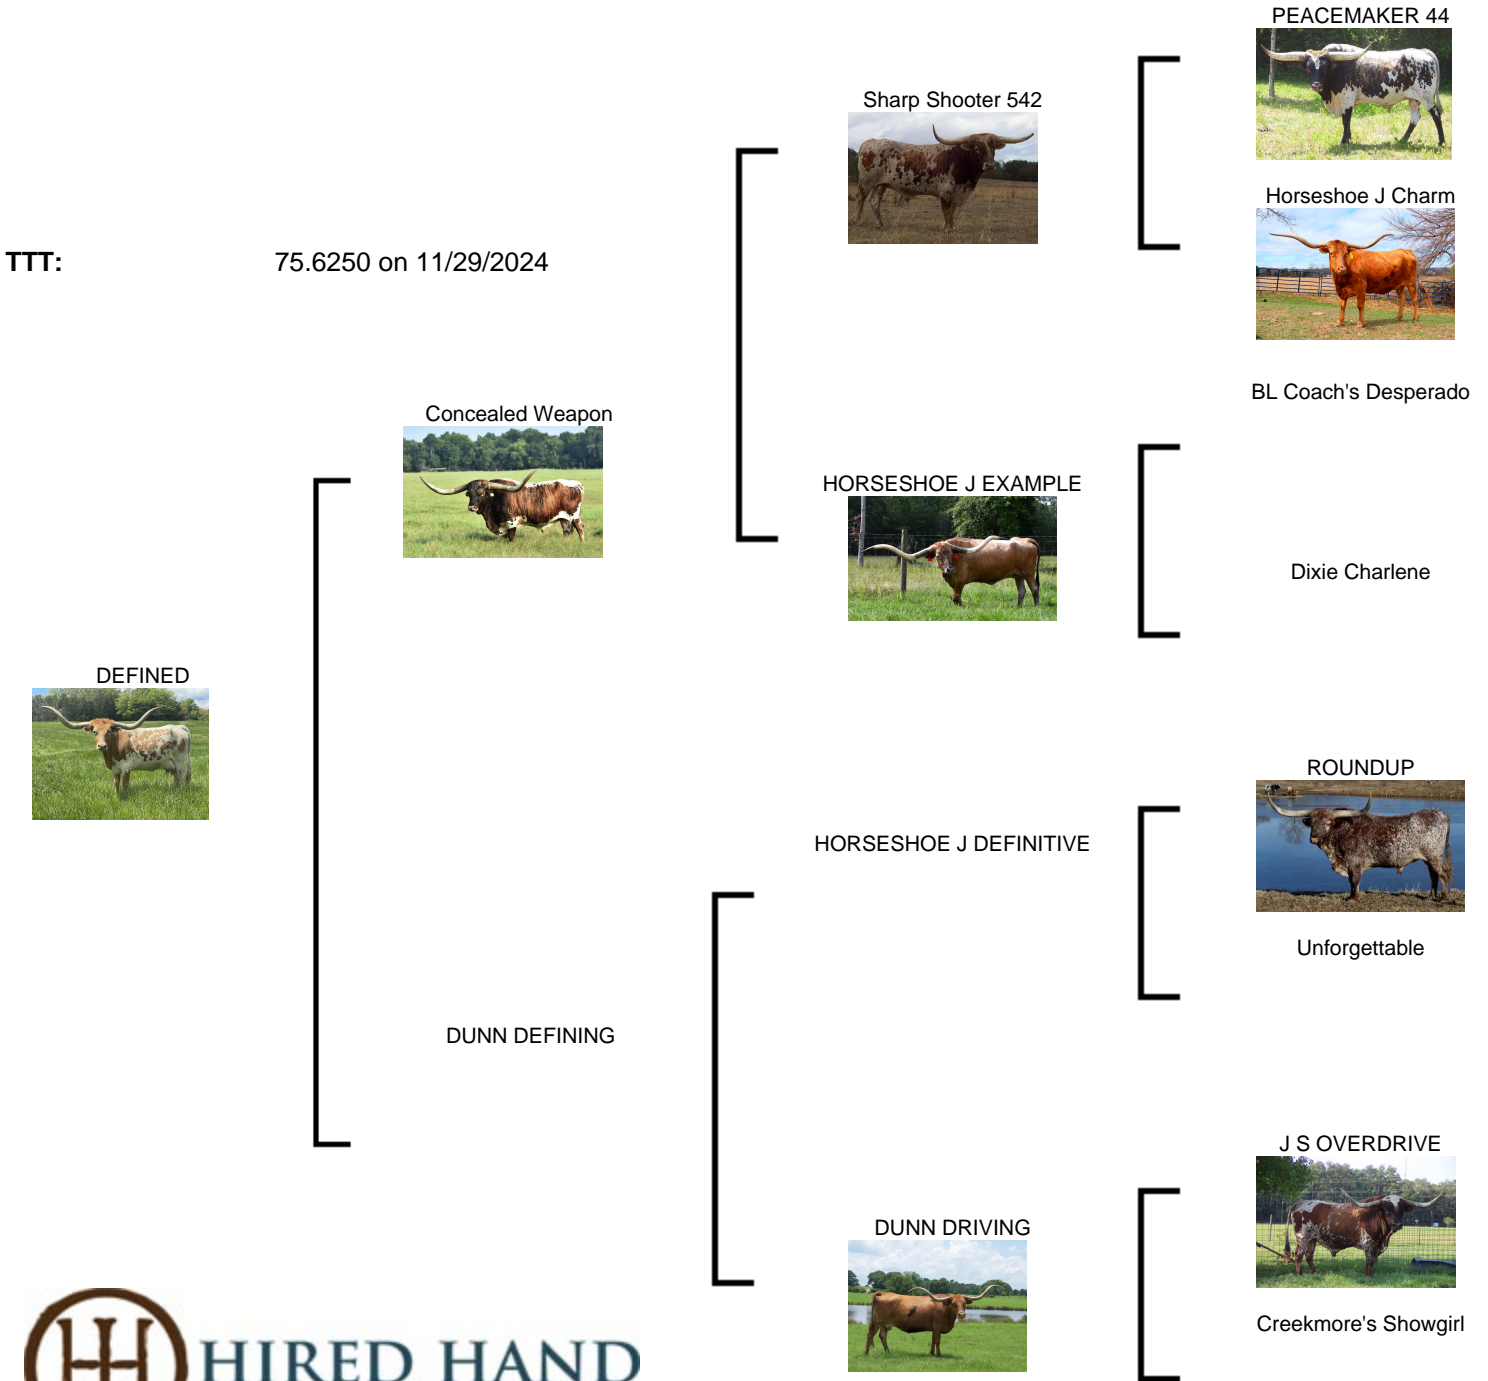 PEACEMAKER 44
Sharp Shooter 542
Horseshoe J Charm
TTT: 75.6250 on 11/29/2024
BL Coach's Desperado
Concealed Weapon
HORSESHOE J EXAMPLE
Dixie Charlene
DEFINED
ROUNDUP
HORSESHOE J DEFINITIVE
Unforgettable
DUNN DEFINING
J S OVERDRIVE
DUNN DRIVING
Creekmore's Showgirl
HIRED HAND